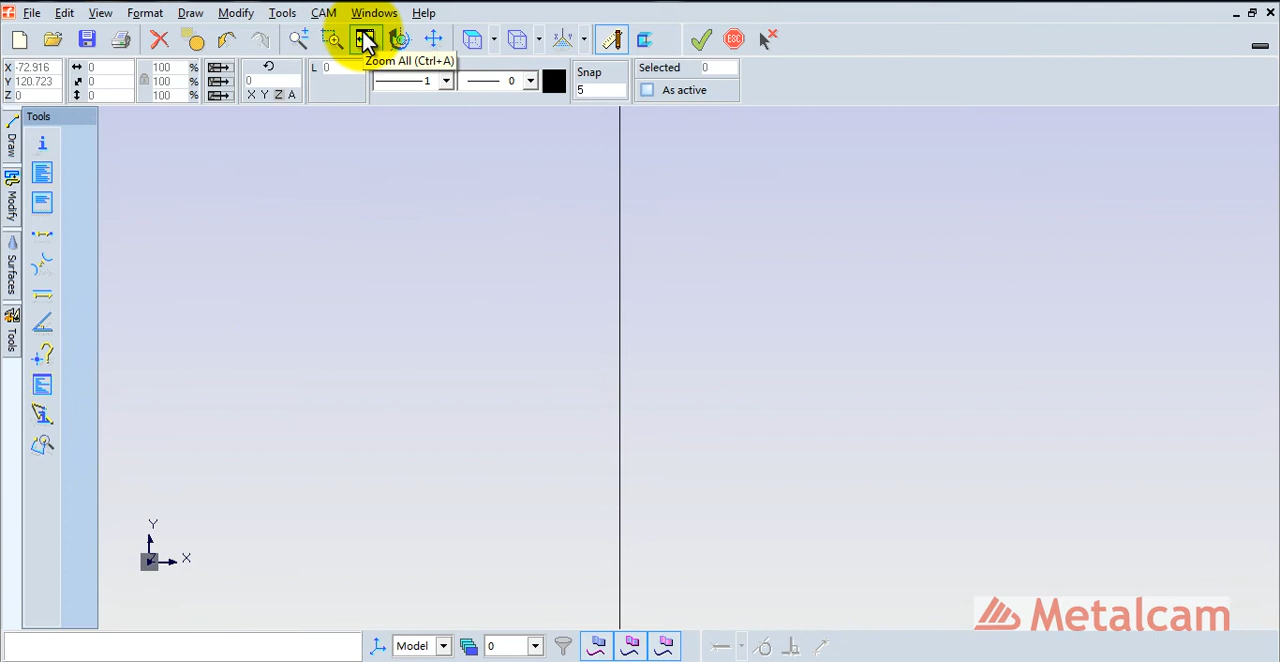 File Edit View Format Draw Modify Tools CAM Windows Help
ESC
Zoom All (Ctrl+A)
X -72.916 0 100 % L 0 Snap Selected 0
Y 120.723 0 100 % 0 1 0 5 As active
Z 0 0 100 % X Y Z A
Tools
Draw
Modify
Surfaces
Tools
Y
X
Metalcam
Model 0